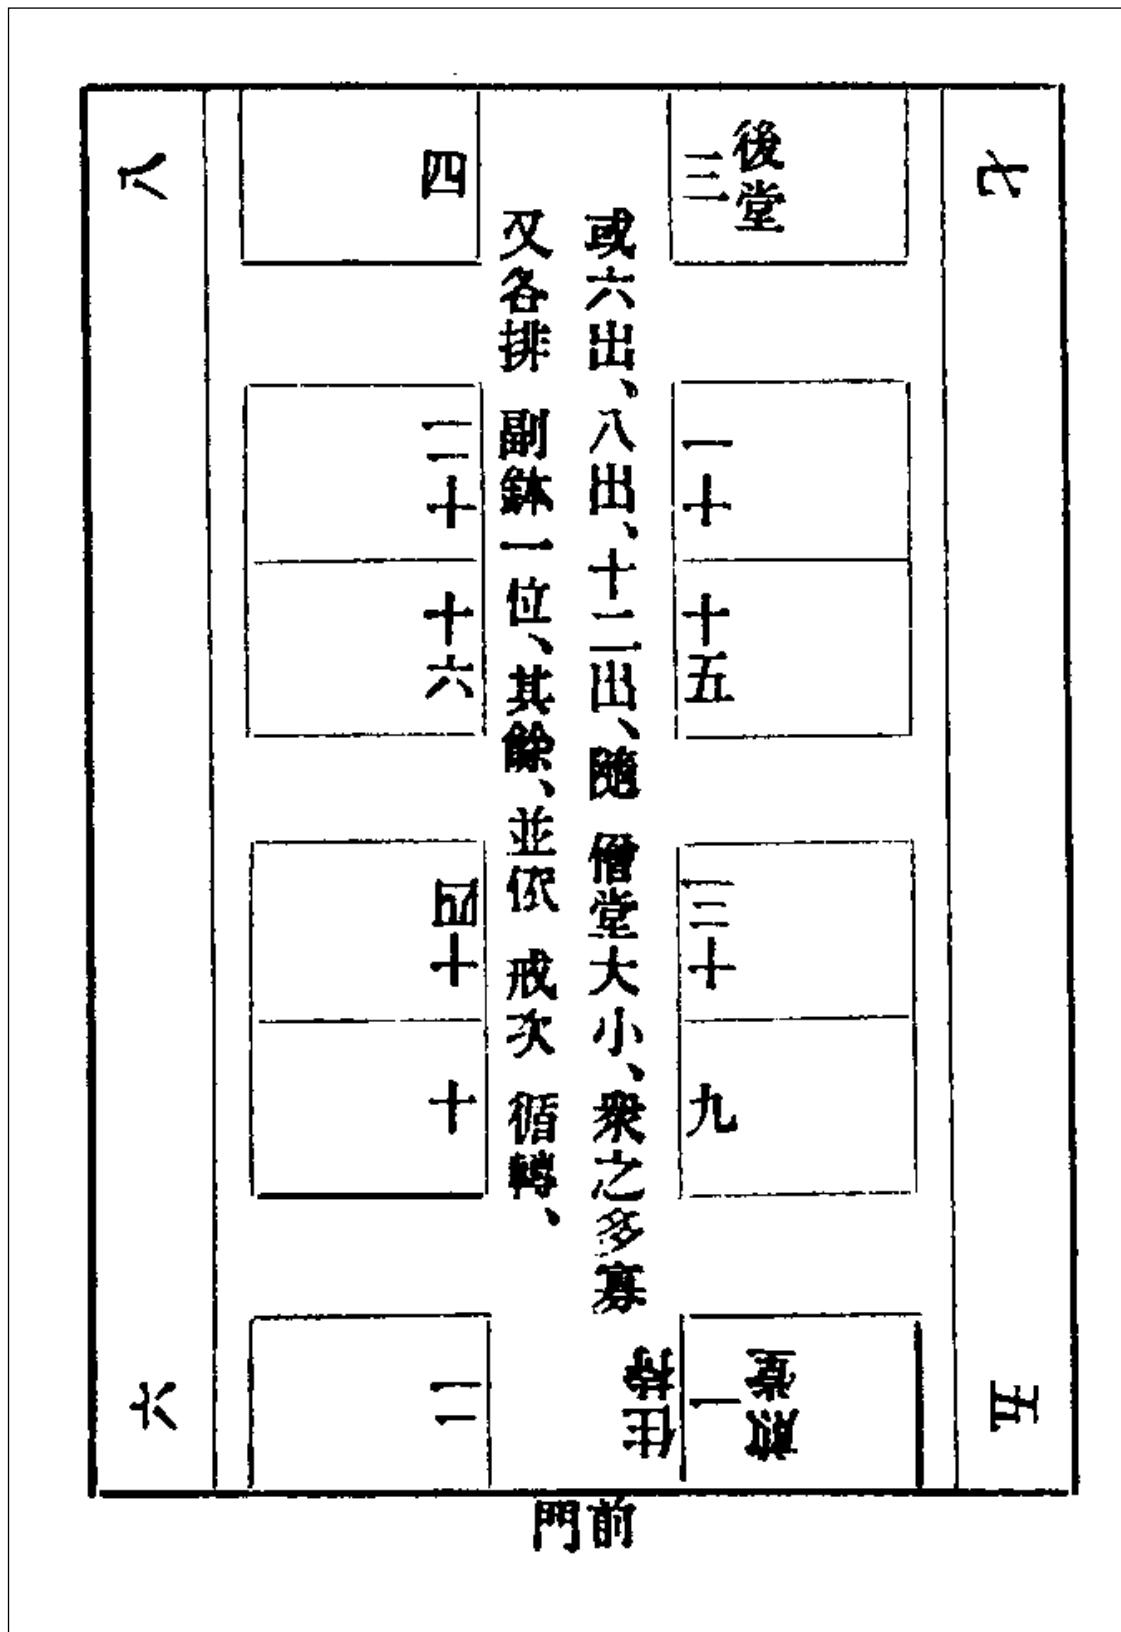 七
五
後堂
三
十一
十五
十三
九
前堂
一
住持
或六出、八出、十二出、隨僧堂大小、衆之多寡
又各排副鉢一位、其餘、並依戒次循轉、
四
十二
十六
十四
十
二
八
六
前門